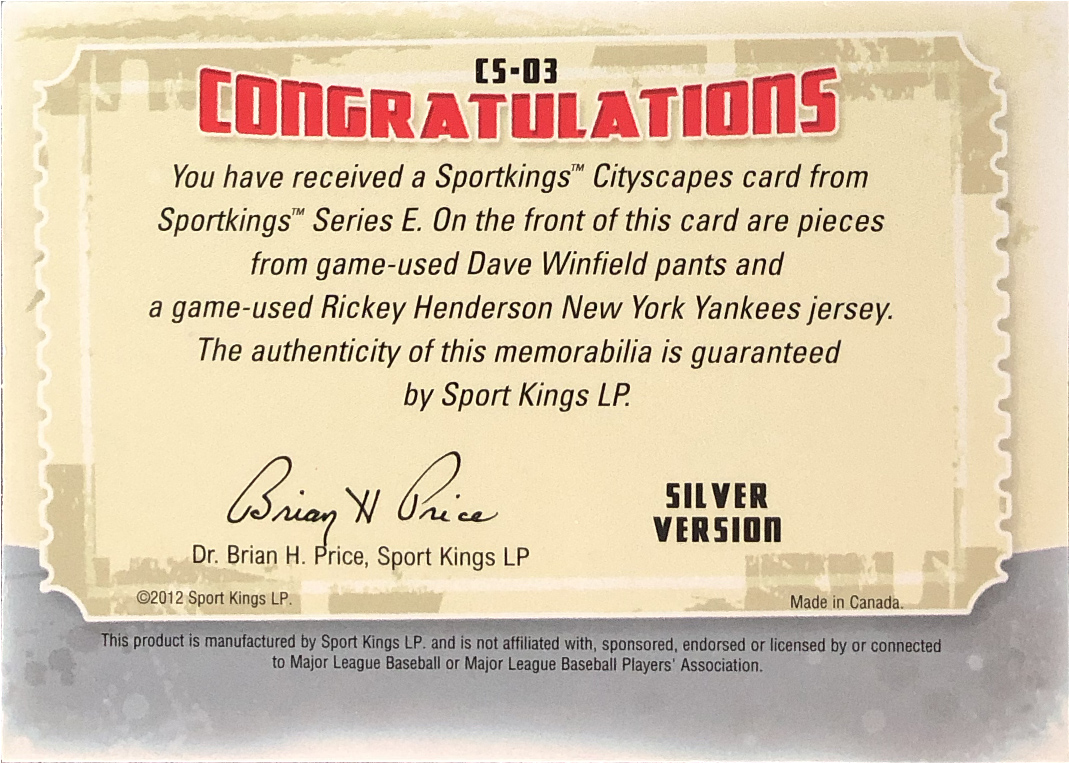 CS-03
CONGRATULATIONS
You have received a Sportkings™ Cityscapes card from
Sportkings™ Series E. On the front of this card are pieces
from game-used Dave Winfield pants and
a game-used Rickey Henderson New York Yankees jersey.
The authenticity of this memorabilia is guaranteed
by Sport Kings LP.
Brian H Price
SILVER
VERSION
Dr. Brian H. Price, Sport Kings LP
©2012 Sport Kings LP.
Made in Canada.
This product is manufactured by Sport Kings LP. and is not affiliated with, sponsored, endorsed or licensed by or connected
to Major League Baseball or Major League Baseball Players' Association.